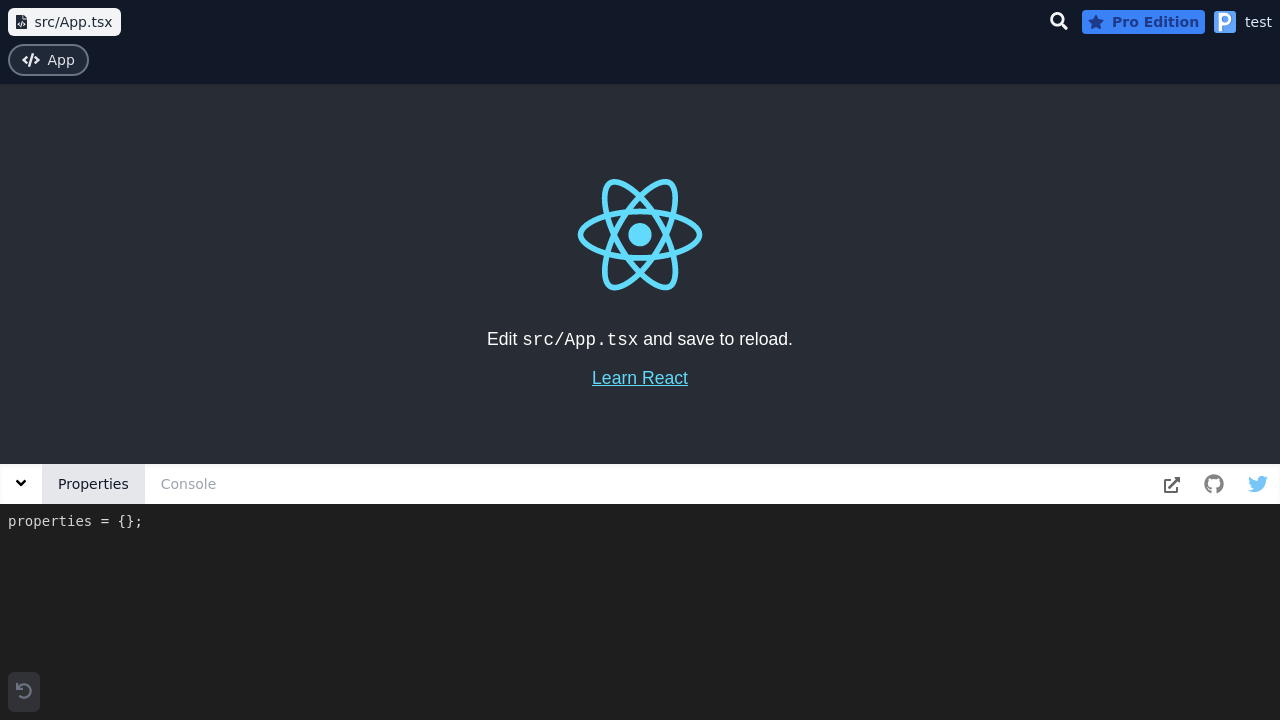 src/App.tsx
Pro Edition
test
App
Edit src/App.tsx and save to reload.
Learn React
Properties
Console
properties = {};